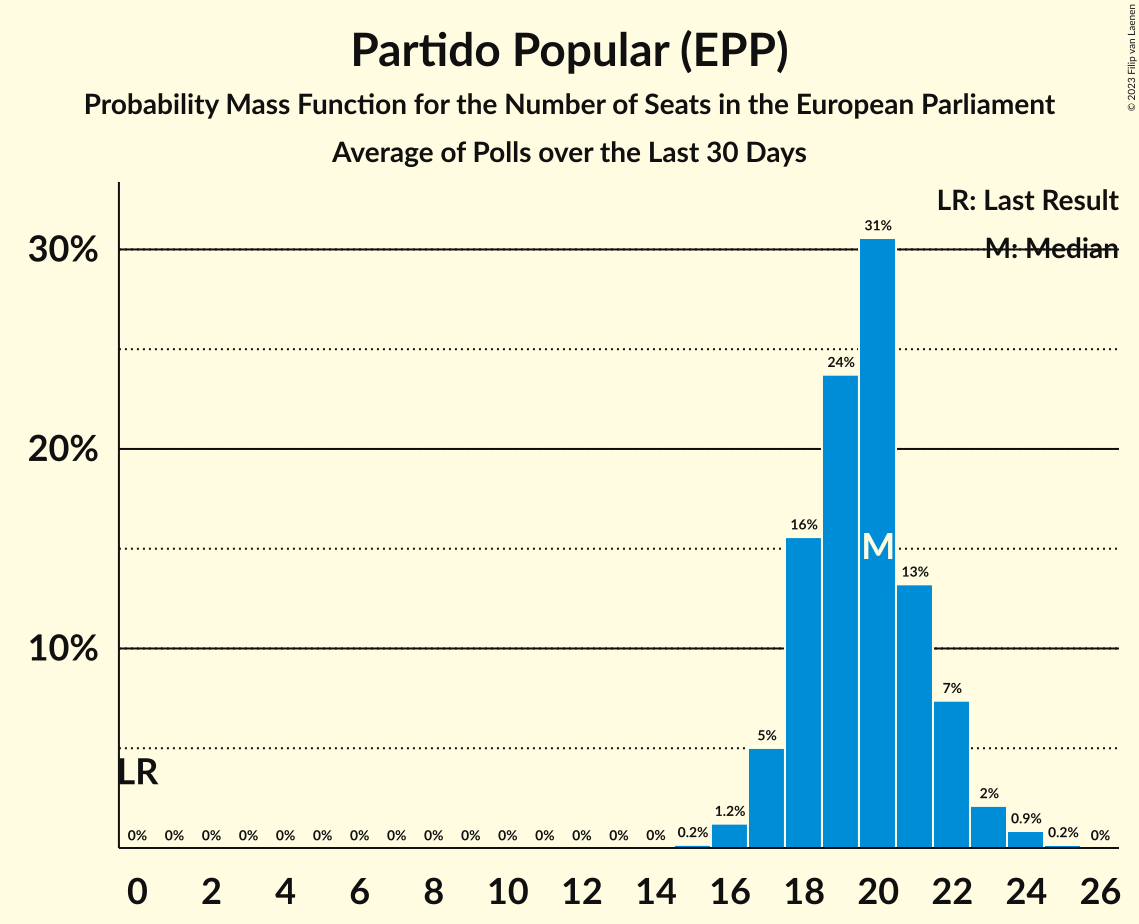 Partido Popular (EPP)
Probability Mass Function for the Number of Seats in the European Parliament
Average of Polls over the Last 30 Days
© 2023 Filip van Laenen
LR: Last Result
M: Median
30%
20%
10%
31%
24%
16%
M
13%
7%
5%
2%
1.2%
0.9%
LR
0% 0% 0% 0% 0% 0% 0% 0% 0% 0% 0% 0% 0% 0% 0% 0.2% 0.2% 0%
0 2 4 6 8 10 12 14 16 18 20 22 24 26